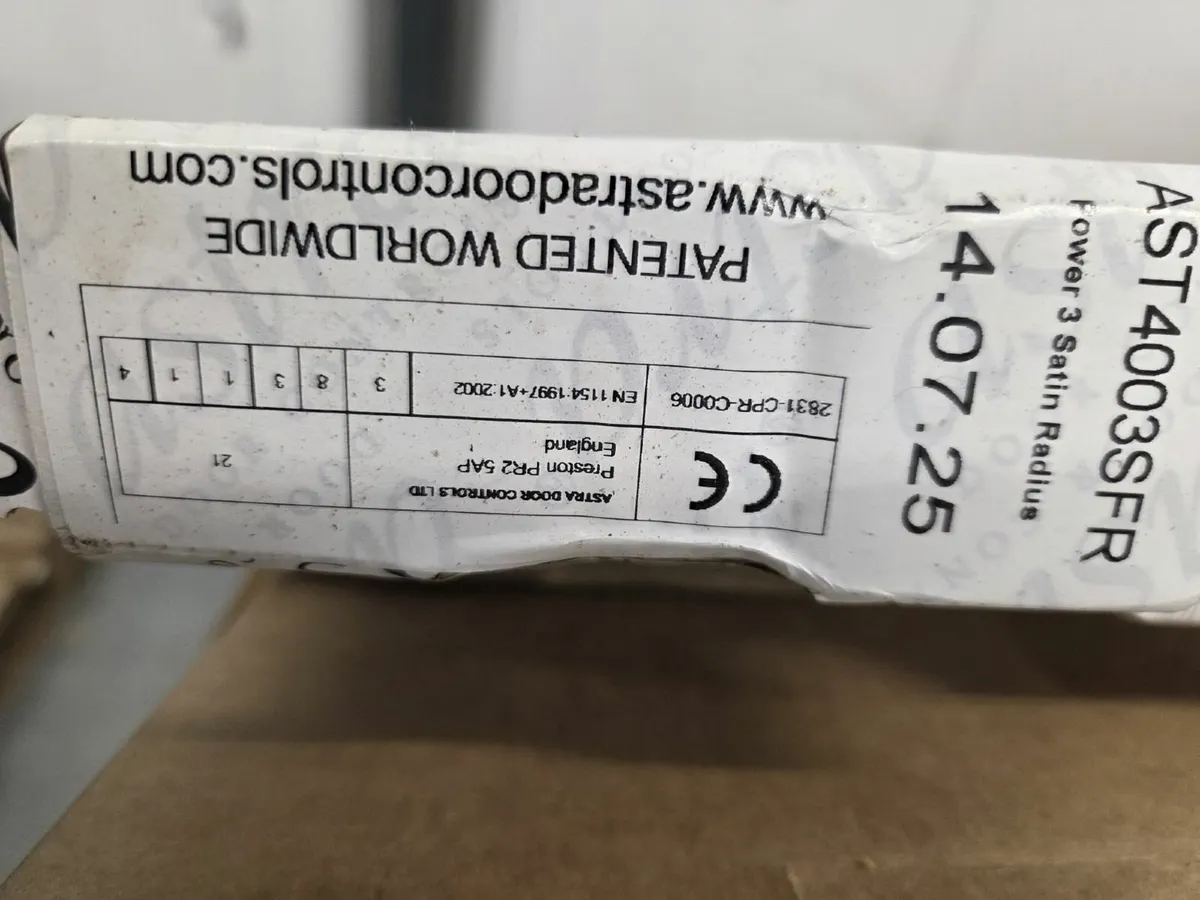 AST4003SFR
Power 3 Satin Radius
14.07.25
CE
ASTRA DOOR CONTROLS LTD
Preston PR2 5AP
England
21
2831-CPR-C0006
EN 1154:1997+A1:2002
3 8 3 1 1 4
PATENTED WORLDWIDE
www.astradoorcontrols.com